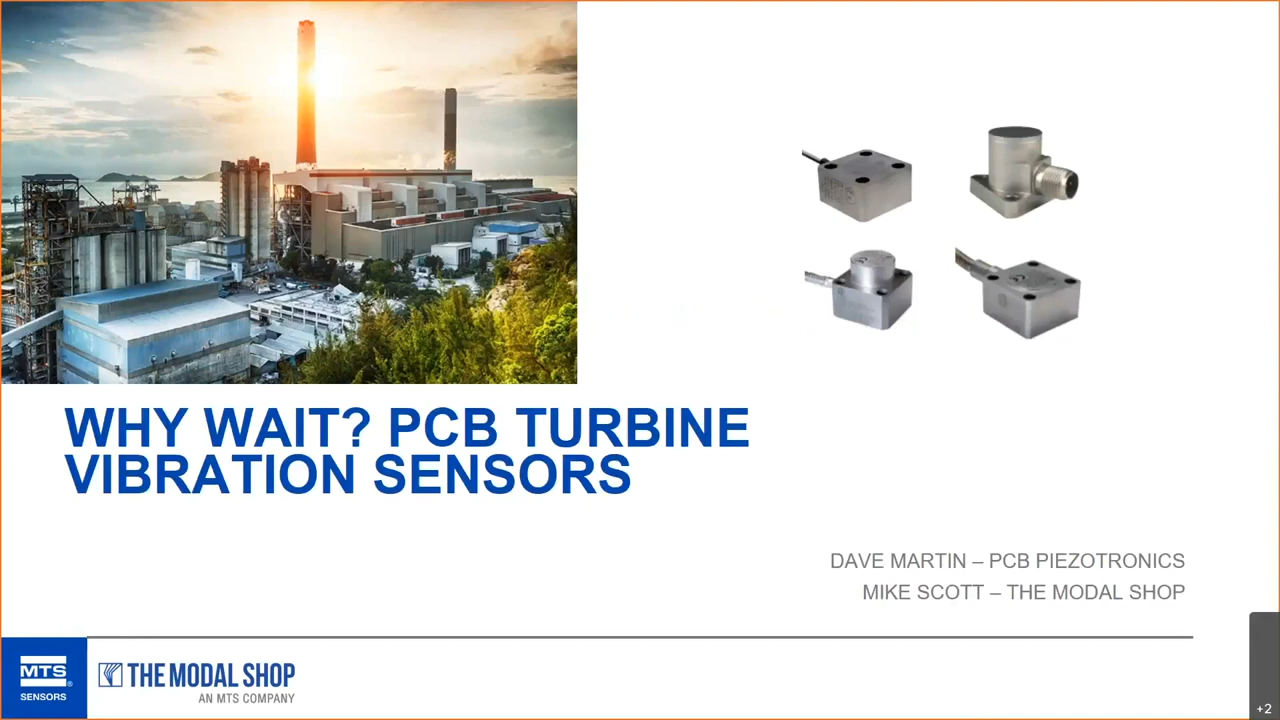 WHY WAIT? PCB TURBINE
VIBRATION SENSORS
DAVE MARTIN – PCB PIEZOTRONICS
MIKE SCOTT – THE MODAL SHOP
MTS®
SENSORS
THE MODAL SHOP
AN MTS COMPANY
+2